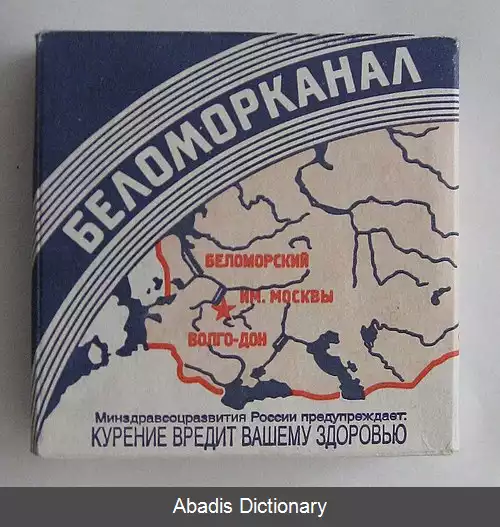 БЕЛОМОРКАНАЛ
БЕЛОМОРСКИЙ
ИМ. МОСКВЫ
ВОЛГО-ДОН
Минздравсоцразвития России предупреждает:
КУРЕНИЕ ВРЕДИТ ВАШЕМУ ЗДОРОВЬЮ
Abadis Dictionary